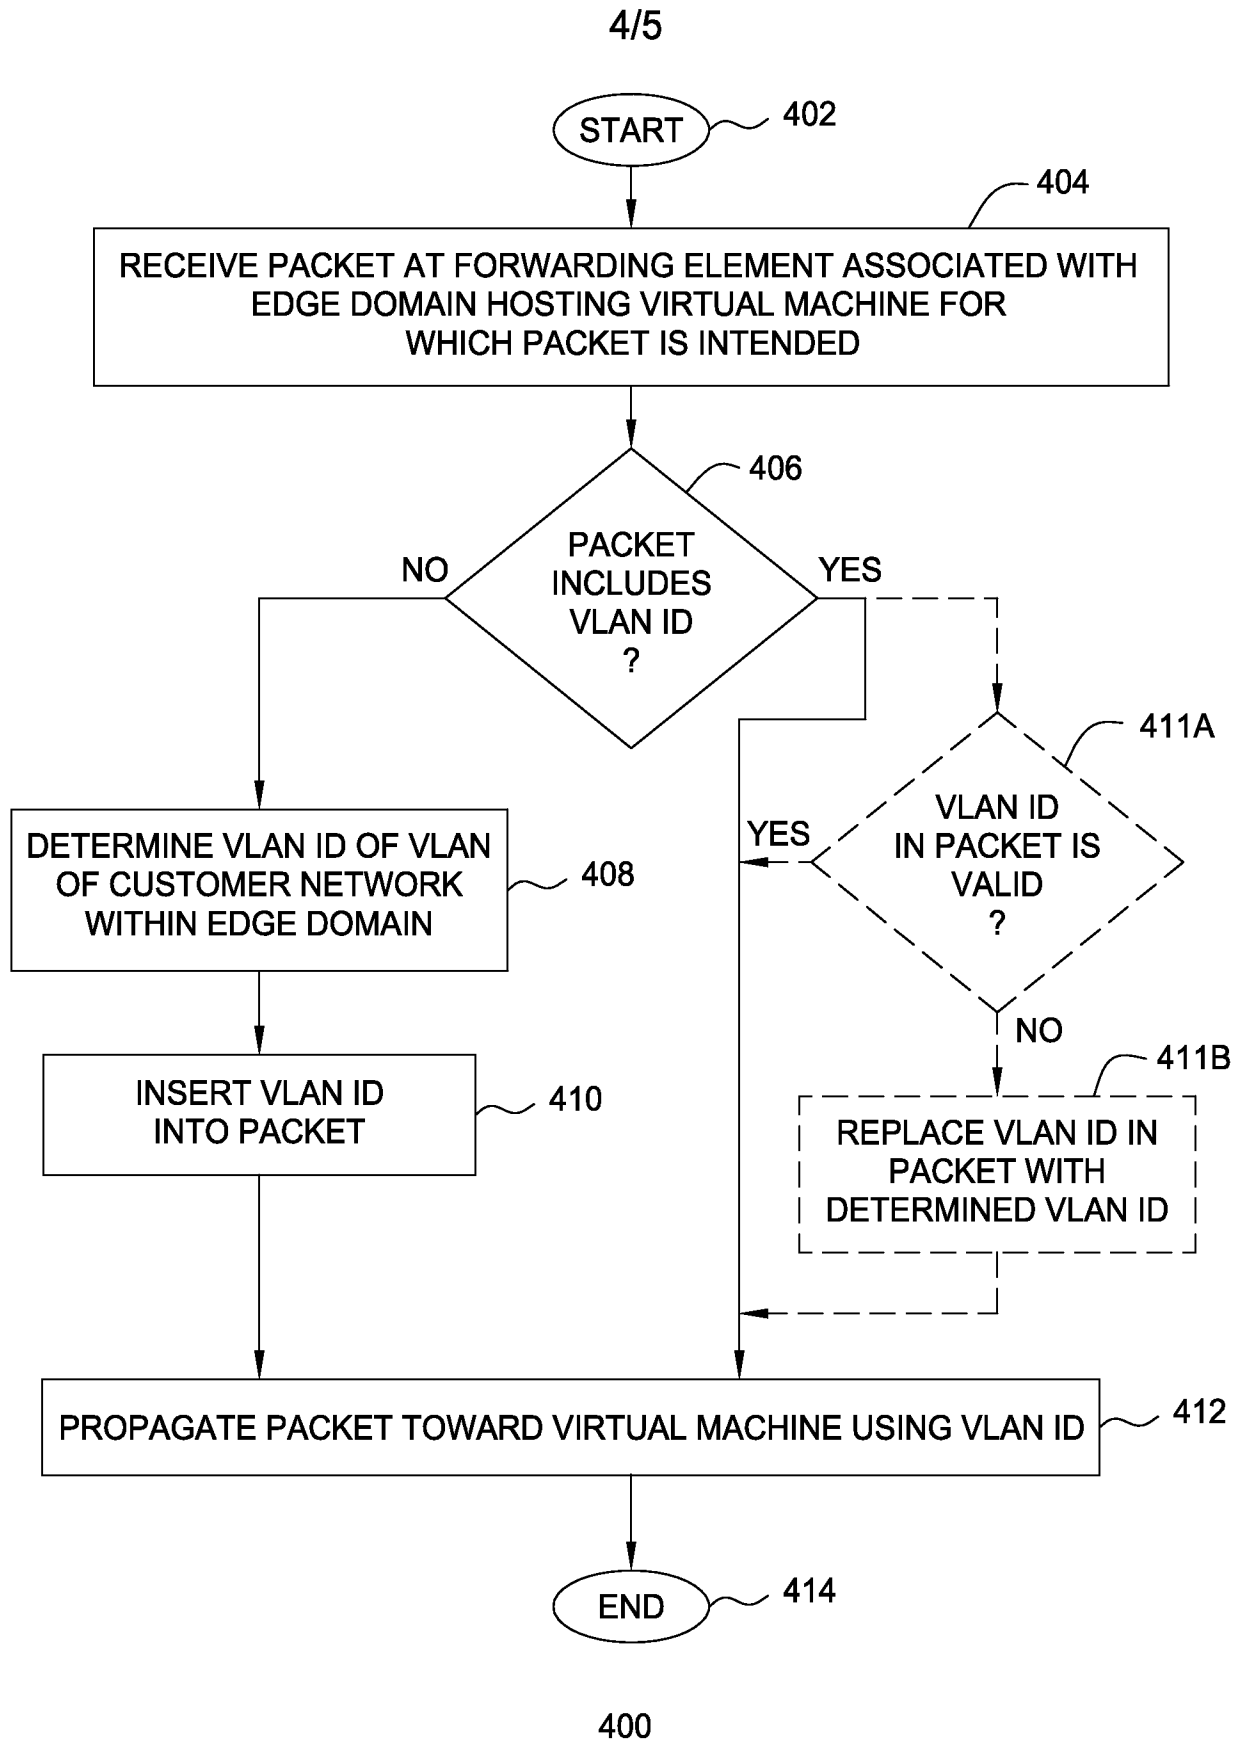 4/5
START
402
404
RECEIVE PACKET AT FORWARDING ELEMENT ASSOCIATED WITH
EDGE DOMAIN HOSTING VIRTUAL MACHINE FOR
WHICH PACKET IS INTENDED
406
PACKET
INCLUDES
VLAN ID
?
NO
YES
411A
VLAN ID
IN PACKET IS
VALID
?
YES
NO
DETERMINE VLAN ID OF VLAN
OF CUSTOMER NETWORK
WITHIN EDGE DOMAIN
408
INSERT VLAN ID
INTO PACKET
410
411B
REPLACE VLAN ID IN
PACKET WITH
DETERMINED VLAN ID
PROPAGATE PACKET TOWARD VIRTUAL MACHINE USING VLAN ID
412
END
414
400